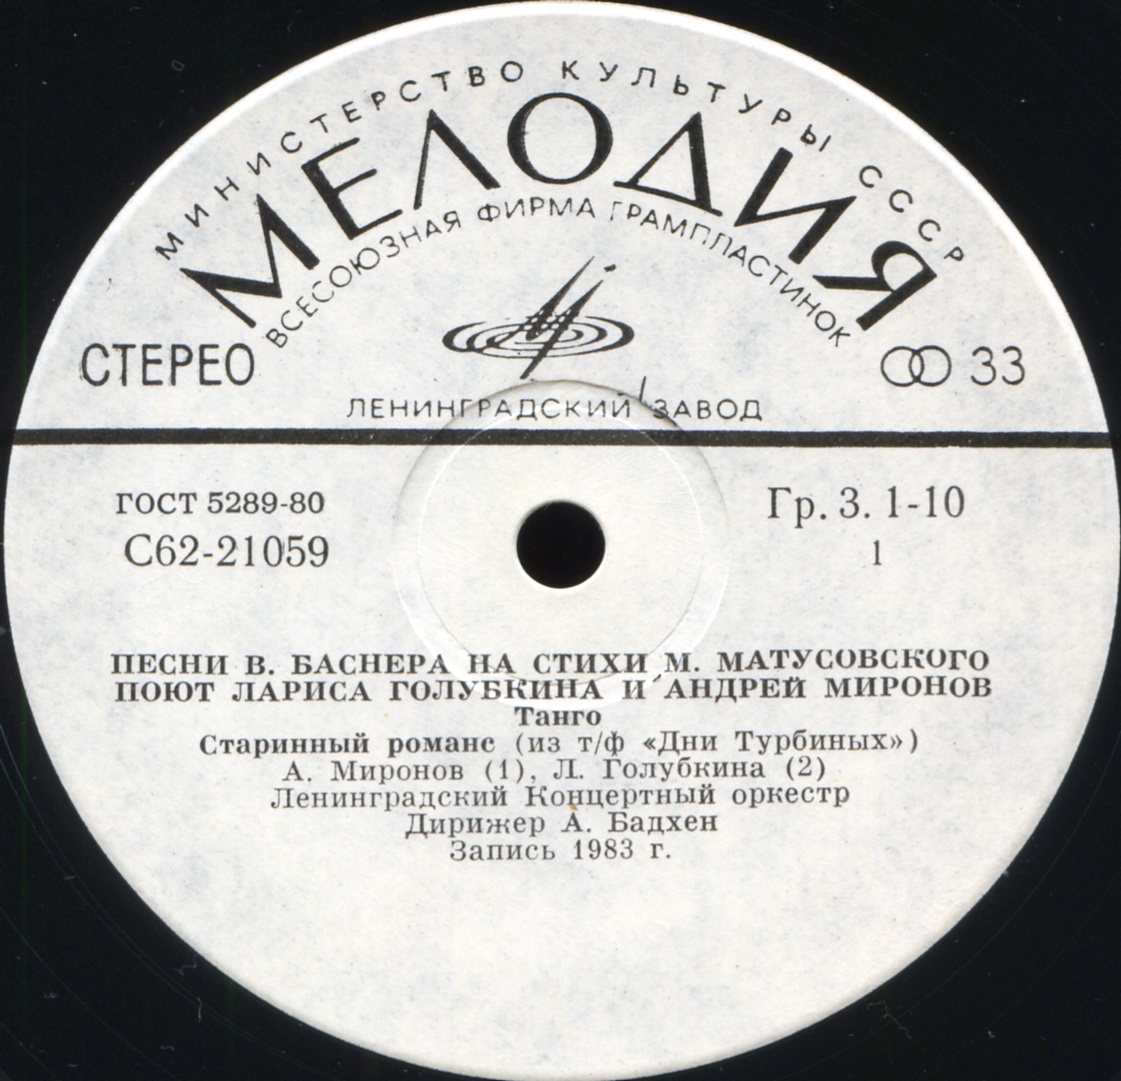 МИНИСТЕРСТВО КУЛЬТУРЫ СССР
МЕЛОДИЯ
ВСЕСОЮЗНАЯ ФИРМА ГРАМПЛАСТИНОК
СТЕРЕО
33
ЛЕНИНГРАДСКИЙ ЗАВОД
ГОСТ 5289-80
Гр. 3. 1-10
С62-21059
1
ПЕСНИ В. БАСНЕРА НА СТИХИ М. МАТУСОВСКОГО
ПОЮТ ЛАРИСА ГОЛУБКИНА И АНДРЕЙ МИРОНОВ
Танго
Старинный романс (из т/ф «Дни Турбиных»)
А. Миронов (1), Л. Голубкина (2)
Ленинградский Концертный оркестр
Дирижер А. Бадхен
Запись 1983 г.